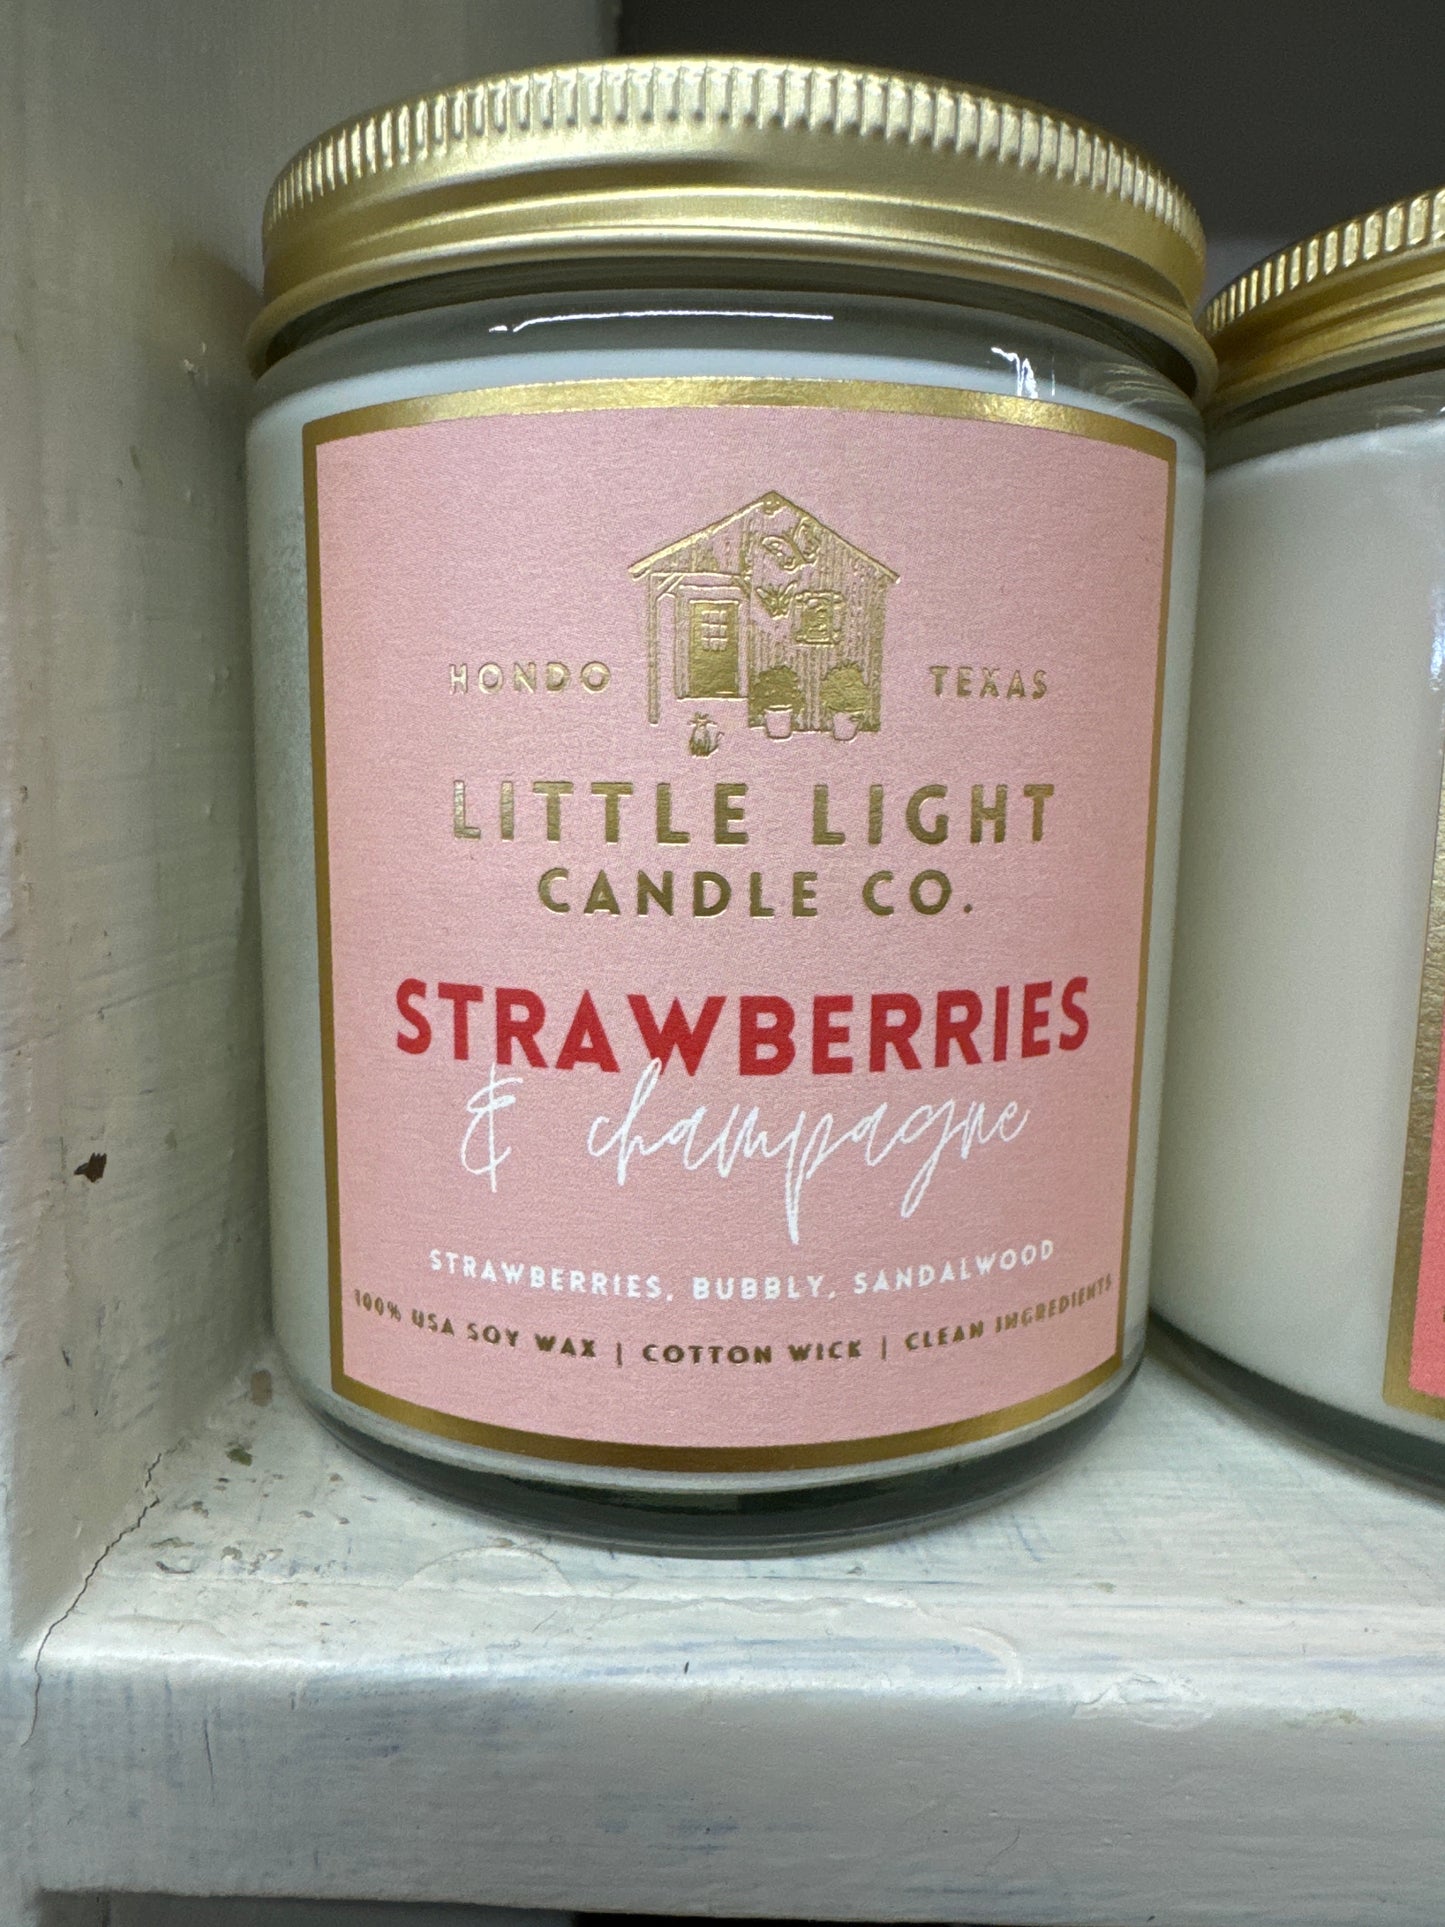 HONDO TEXAS
LITTLE LIGHT
CANDLE CO.
STRAWBERRIES
& champagne
STRAWBERRIES, BUBBLY, SANDALWOOD
100% USA SOY WAX | COTTON WICK | CLEAN INGREDIENTS